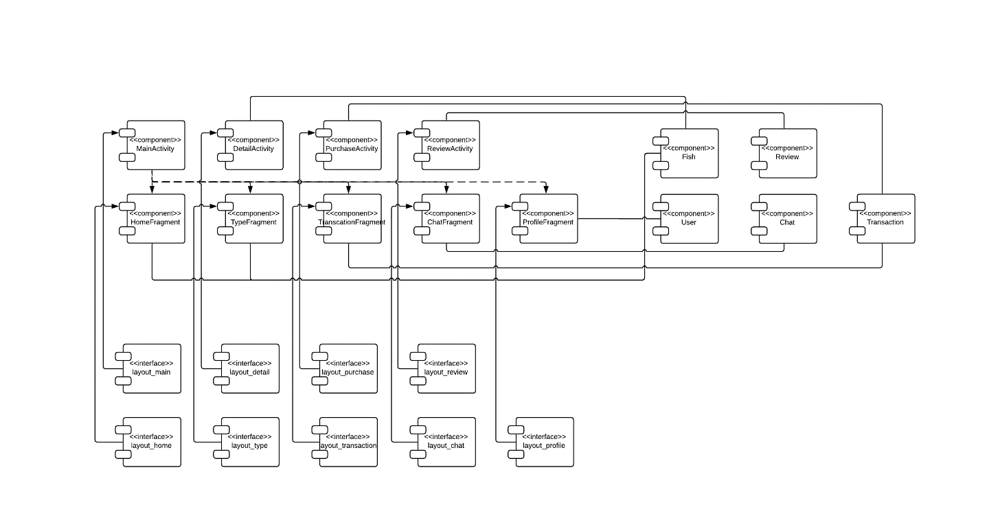 <<component>>
MainActivity
<<component>>
DetailActivity
<<component>>
PurchaseActivity
<<component>>
ReviewActivity
<<component>>
Fish
<<component>>
Review
<<component>>
HomeFragment
<<component>>
TypeFragment
<<component>>
TranscationFragment
<<component>>
ChatFragment
<<component>>
ProfileFragment
<<component>>
User
<<component>>
Chat
<<component>>
Transaction
<<interface>>
layout_main
<<interface>>
layout_detail
<<interface>>
layout_purchase
<<interface>>
layout_review
<<interface>>
layout_home
<<interface>>
layout_type
<<interface>>
layout_transaction
<<interface>>
layout_chat
<<interface>>
layout_profile